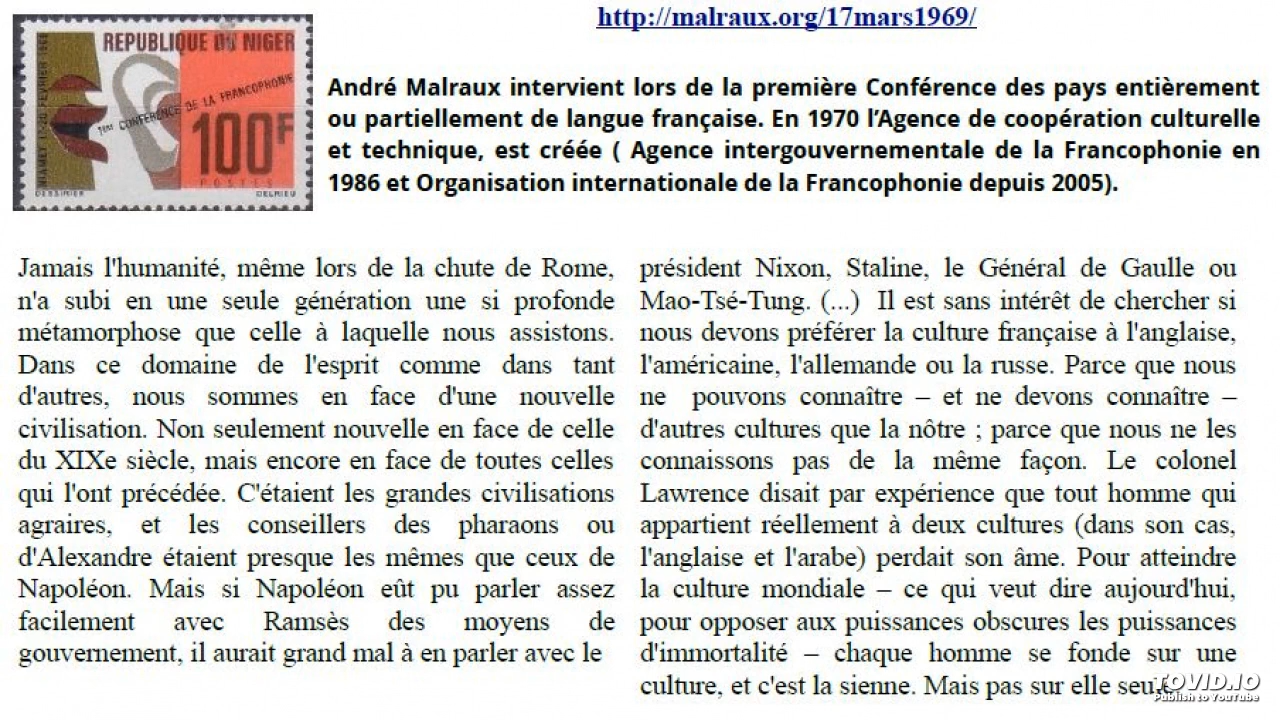 http://malraux.org/17mars1969/
REPUBLIQUE DU NIGER
NIAMEY 17-20 FEVRIER 1969
1ERE CONFERENCE DE LA FRANCOPHONIE
100F
POSTES
DESSIRIER
DELRIEU
André Malraux intervient lors de la première Conférence des pays entièrement
ou partiellement de langue française. En 1970 l’Agence de coopération culturelle
et technique, est créée ( Agence intergouvernementale de la Francophonie en
1986 et Organisation internationale de la Francophonie depuis 2005).
Jamais l'humanité, même lors de la chute de Rome,
n'a subi en une seule génération une si profonde
métamorphose que celle à laquelle nous assistons.
Dans ce domaine de l'esprit comme dans tant
d'autres, nous sommes en face d'une nouvelle
civilisation. Non seulement nouvelle en face de celle
du XIXe siècle, mais encore en face de toutes celles
qui l'ont précédée. C'étaient les grandes civilisations
agraires, et les conseillers des pharaons ou
d'Alexandre étaient presque les mêmes que ceux de
Napoléon. Mais si Napoléon eût pu parler assez
facilement avec Ramsès des moyens de
gouvernement, il aurait grand mal à en parler avec le
président Nixon, Staline, le Général de Gaulle ou
Mao-Tsé-Tung. (...) Il est sans intérêt de chercher si
nous devons préférer la culture française à l'anglaise,
l'américaine, l'allemande ou la russe. Parce que nous
ne pouvons connaître – et ne devons connaître –
d'autres cultures que la nôtre ; parce que nous ne les
connaissons pas de la même façon. Le colonel
Lawrence disait par expérience que tout homme qui
appartient réellement à deux cultures (dans son cas,
l'anglaise et l'arabe) perdait son âme. Pour atteindre
la culture mondiale – ce qui veut dire aujourd'hui,
pour opposer aux puissances obscures les puissances
d'immortalité – chaque homme se fonde sur une
culture, et c'est la sienne. Mais pas sur elle seule.
TOVID.IO
Publish to YouTube